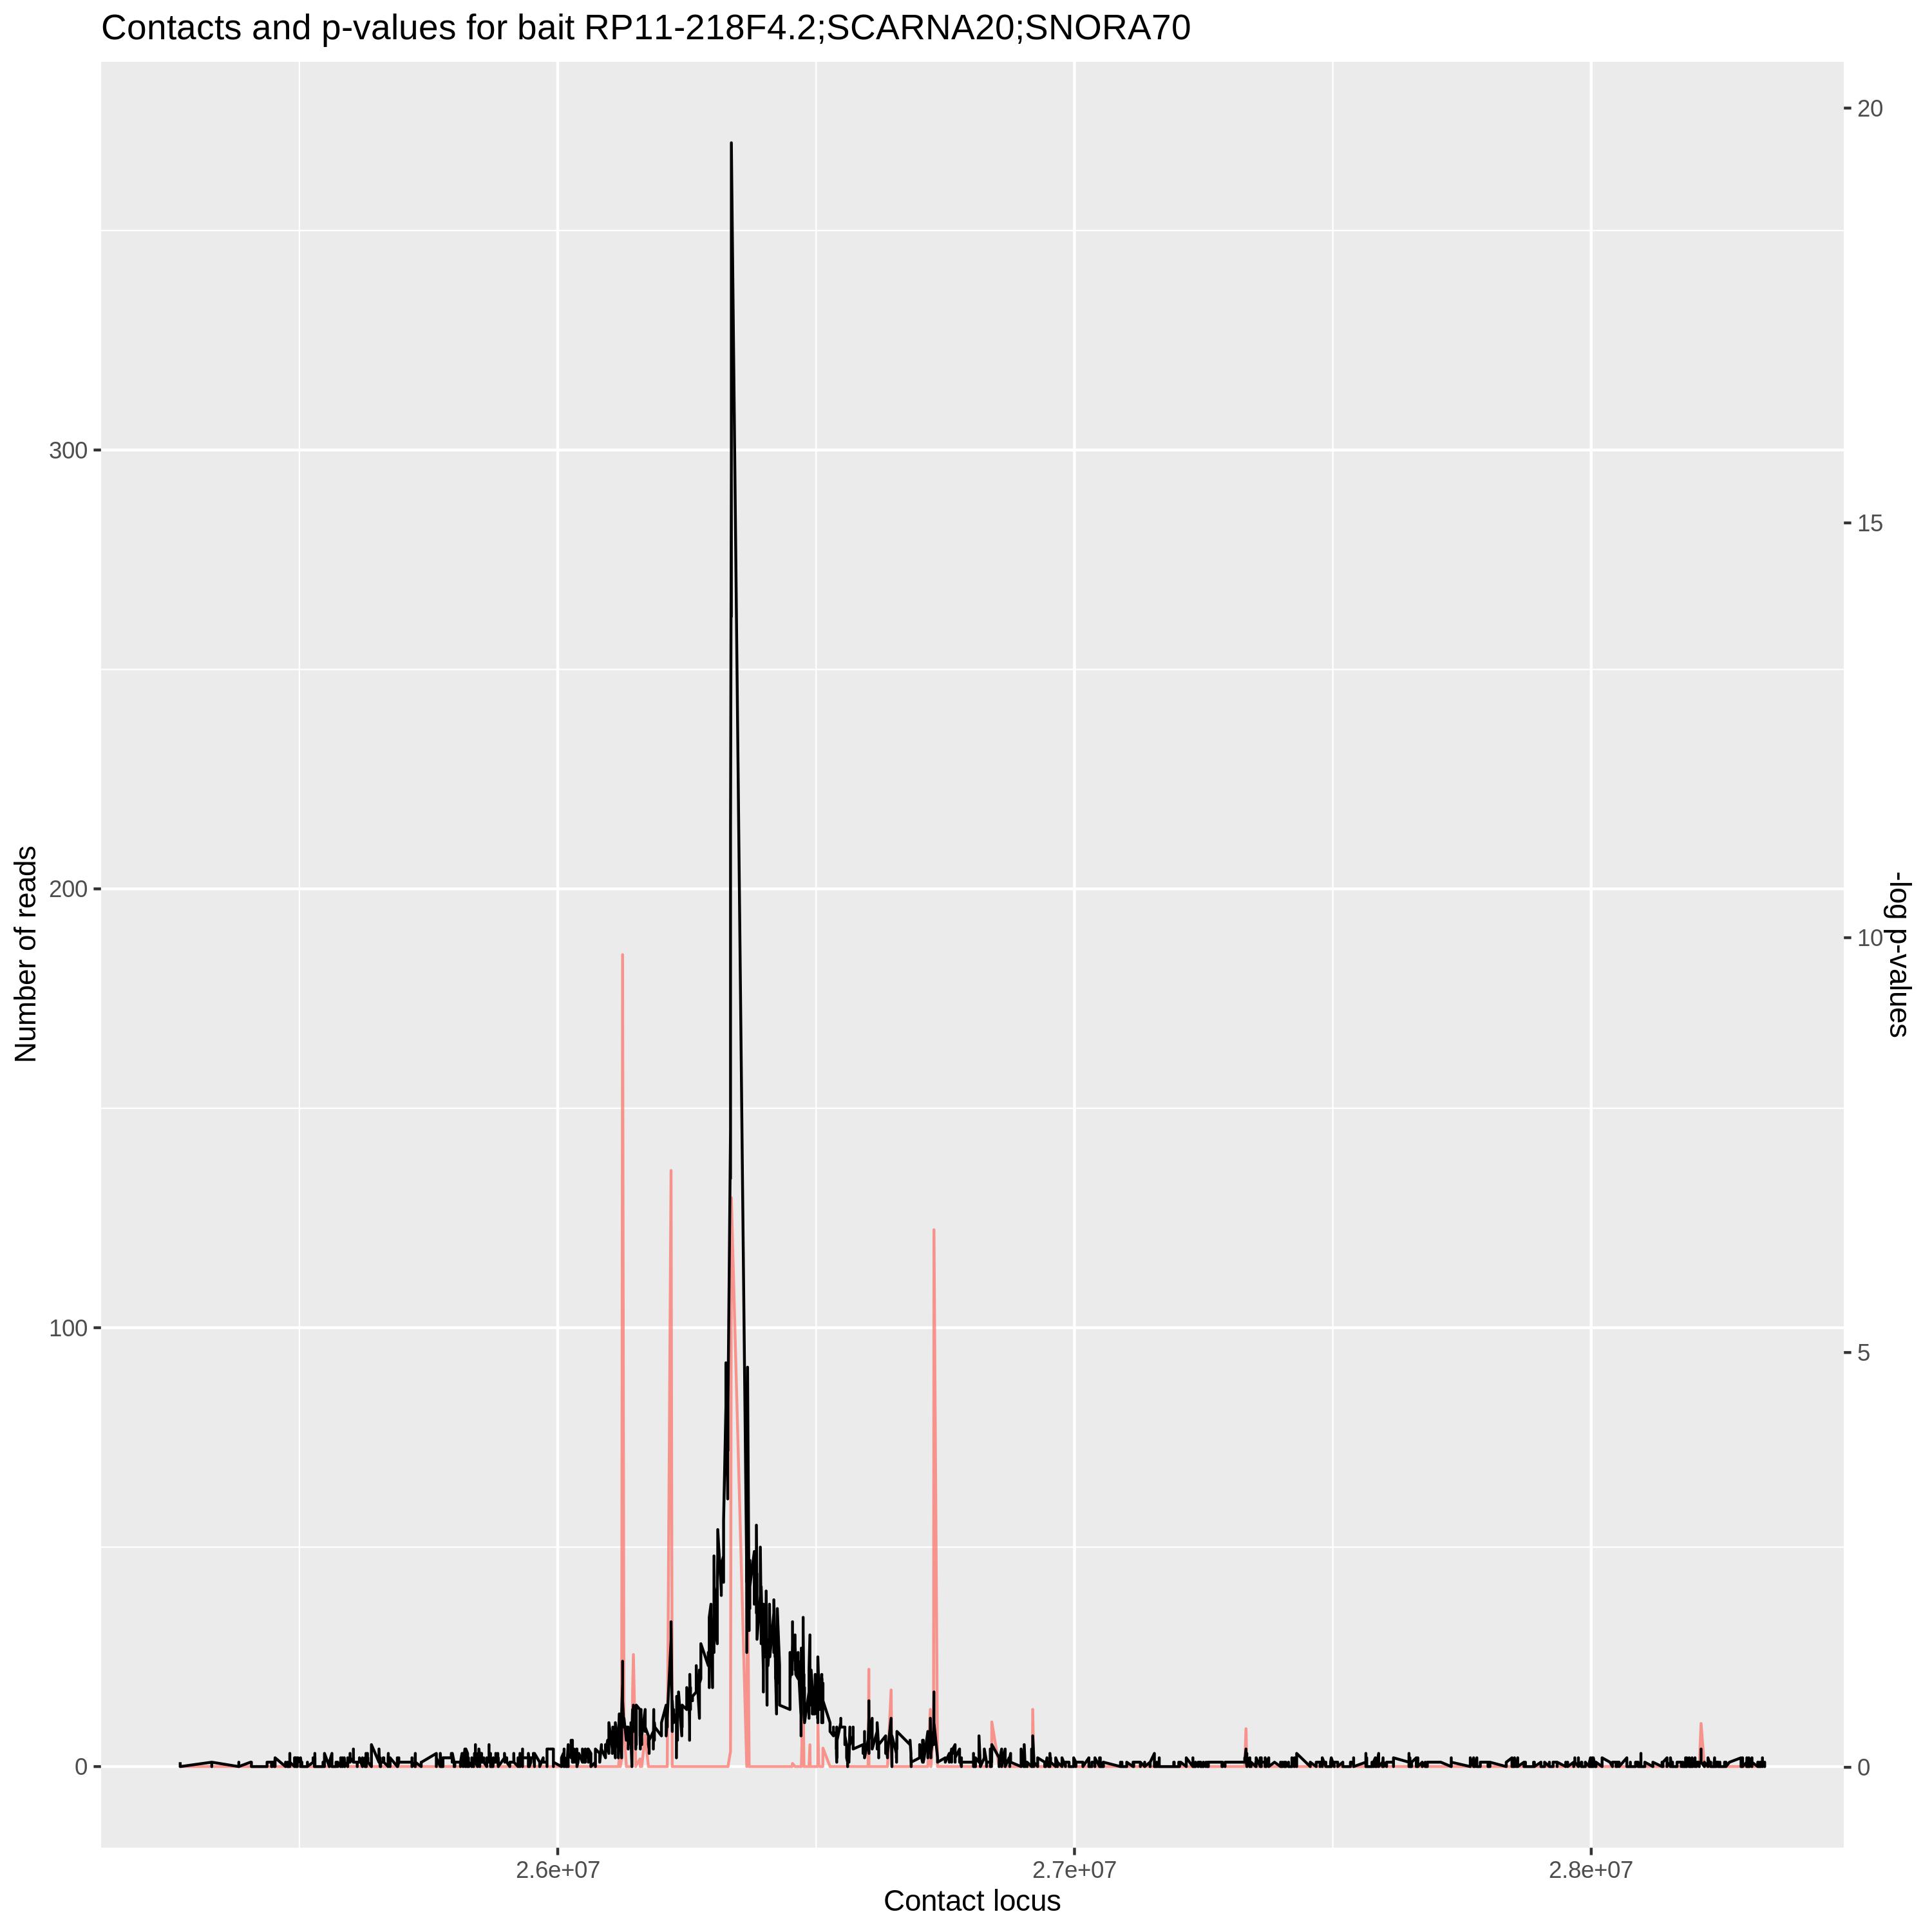 Contacts and p-values for bait RP11-218F4.2;SCARNA20;SNORA70
Number of reads
300
200
100
0
20
15
10
5
0
-log p-values
2.6e+07
2.7e+07
2.8e+07
Contact locus